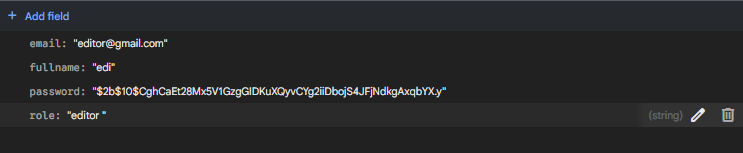 + Add field
email: "editor@gmail.com"
fullname: "edi"
password: "$2b$10$CghCaEt28Mx5V1GzgGIDKuXQyvCYg2iiDbojS4JFjNdkgAxqbYX.y"
role: "editor " (string)